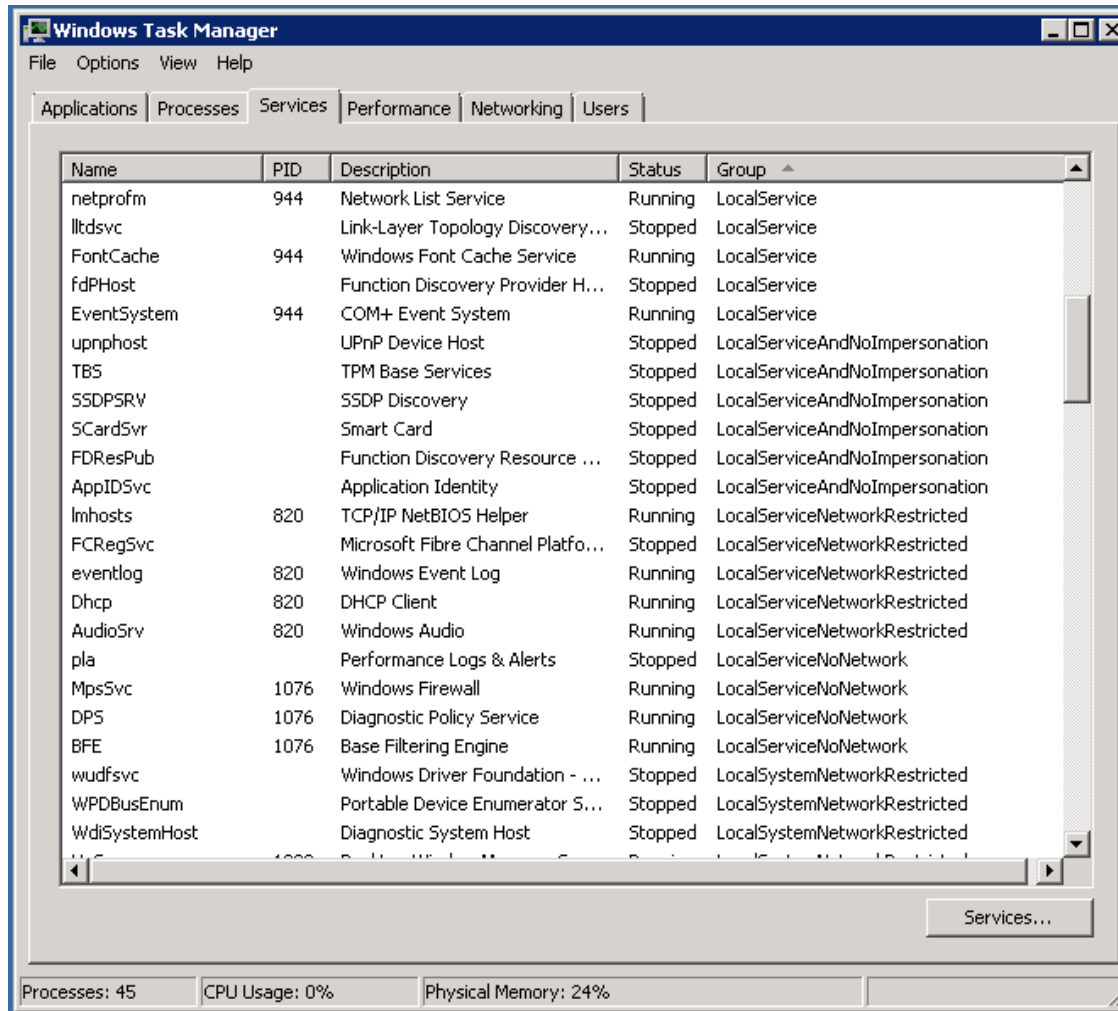 Windows Task Manager
File Options View Help
Applications Processes Services Performance Networking Users
Name PID Description Status Group
netprofm 944 Network List Service Running LocalService
lltdsvc Link-Layer Topology Discovery... Stopped LocalService
FontCache 944 Windows Font Cache Service Running LocalService
fdPHost Function Discovery Provider H... Stopped LocalService
EventSystem 944 COM+ Event System Running LocalService
upnphost UPnP Device Host Stopped LocalServiceAndNoImpersonation
TBS TPM Base Services Stopped LocalServiceAndNoImpersonation
SSDPSRV SSDP Discovery Stopped LocalServiceAndNoImpersonation
SCardSvr Smart Card Stopped LocalServiceAndNoImpersonation
FDResPub Function Discovery Resource ... Stopped LocalServiceAndNoImpersonation
AppIDSvc Application Identity Stopped LocalServiceAndNoImpersonation
lmhosts 820 TCP/IP NetBIOS Helper Running LocalServiceNetworkRestricted
FCRegSvc Microsoft Fibre Channel Platfo... Stopped LocalServiceNetworkRestricted
eventlog 820 Windows Event Log Running LocalServiceNetworkRestricted
Dhcp 820 DHCP Client Running LocalServiceNetworkRestricted
AudioSrv 820 Windows Audio Running LocalServiceNetworkRestricted
pla Performance Logs & Alerts Stopped LocalServiceNoNetwork
MpsSvc 1076 Windows Firewall Running LocalServiceNoNetwork
DPS 1076 Diagnostic Policy Service Running LocalServiceNoNetwork
BFE 1076 Base Filtering Engine Running LocalServiceNoNetwork
wudfsvc Windows Driver Foundation - ... Stopped LocalSystemNetworkRestricted
WPDBusEnum Portable Device Enumerator S... Stopped LocalSystemNetworkRestricted
WdiSystemHost Diagnostic System Host Stopped LocalSystemNetworkRestricted
Services...
Processes: 45 CPU Usage: 0% Physical Memory: 24%